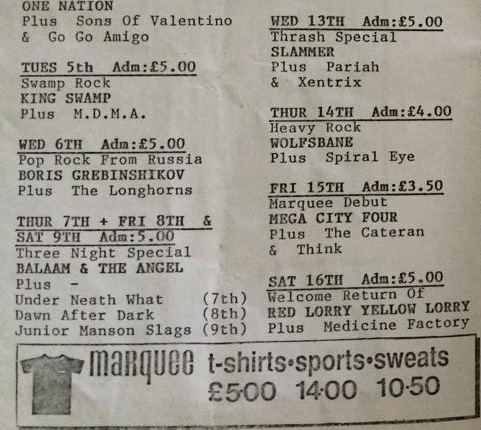 ONE NATION
Plus Sons Of Valentino
& Go Go Amigo
TUES 5th Adm:£5.00
Swamp Rock
KING SWAMP
Plus M.D.M.A.
WED 6TH Adm:£5.00
Pop Rock From Russia
BORIS GREBINSHIKOV
Plus The Longhorns
THUR 7TH + FRI 8TH &
SAT 9TH Adm:5.00
Three Night Special
BALAAM & THE ANGEL
Plus -
Under Neath What (7th)
Dawn After Dark (8th)
Junior Manson Slags (9th)
WED 13TH Adm:£5.00
Thrash Special
SLAMMER
Plus Pariah
& Xentrix
THUR 14TH Adm:£4.00
Heavy Rock
WOLFSBANE
Plus Spiral Eye
FRI 15TH Adm:£3.50
Marquee Debut
MEGA CITY FOUR
Plus The Cateran
& Think
SAT 16TH Adm:£5.00
Welcome Return Of
RED LORRY YELLOW LORRY
Plus Medicine Factory
marquee t-shirts•sports•sweats
£5·00 14·00 10·50